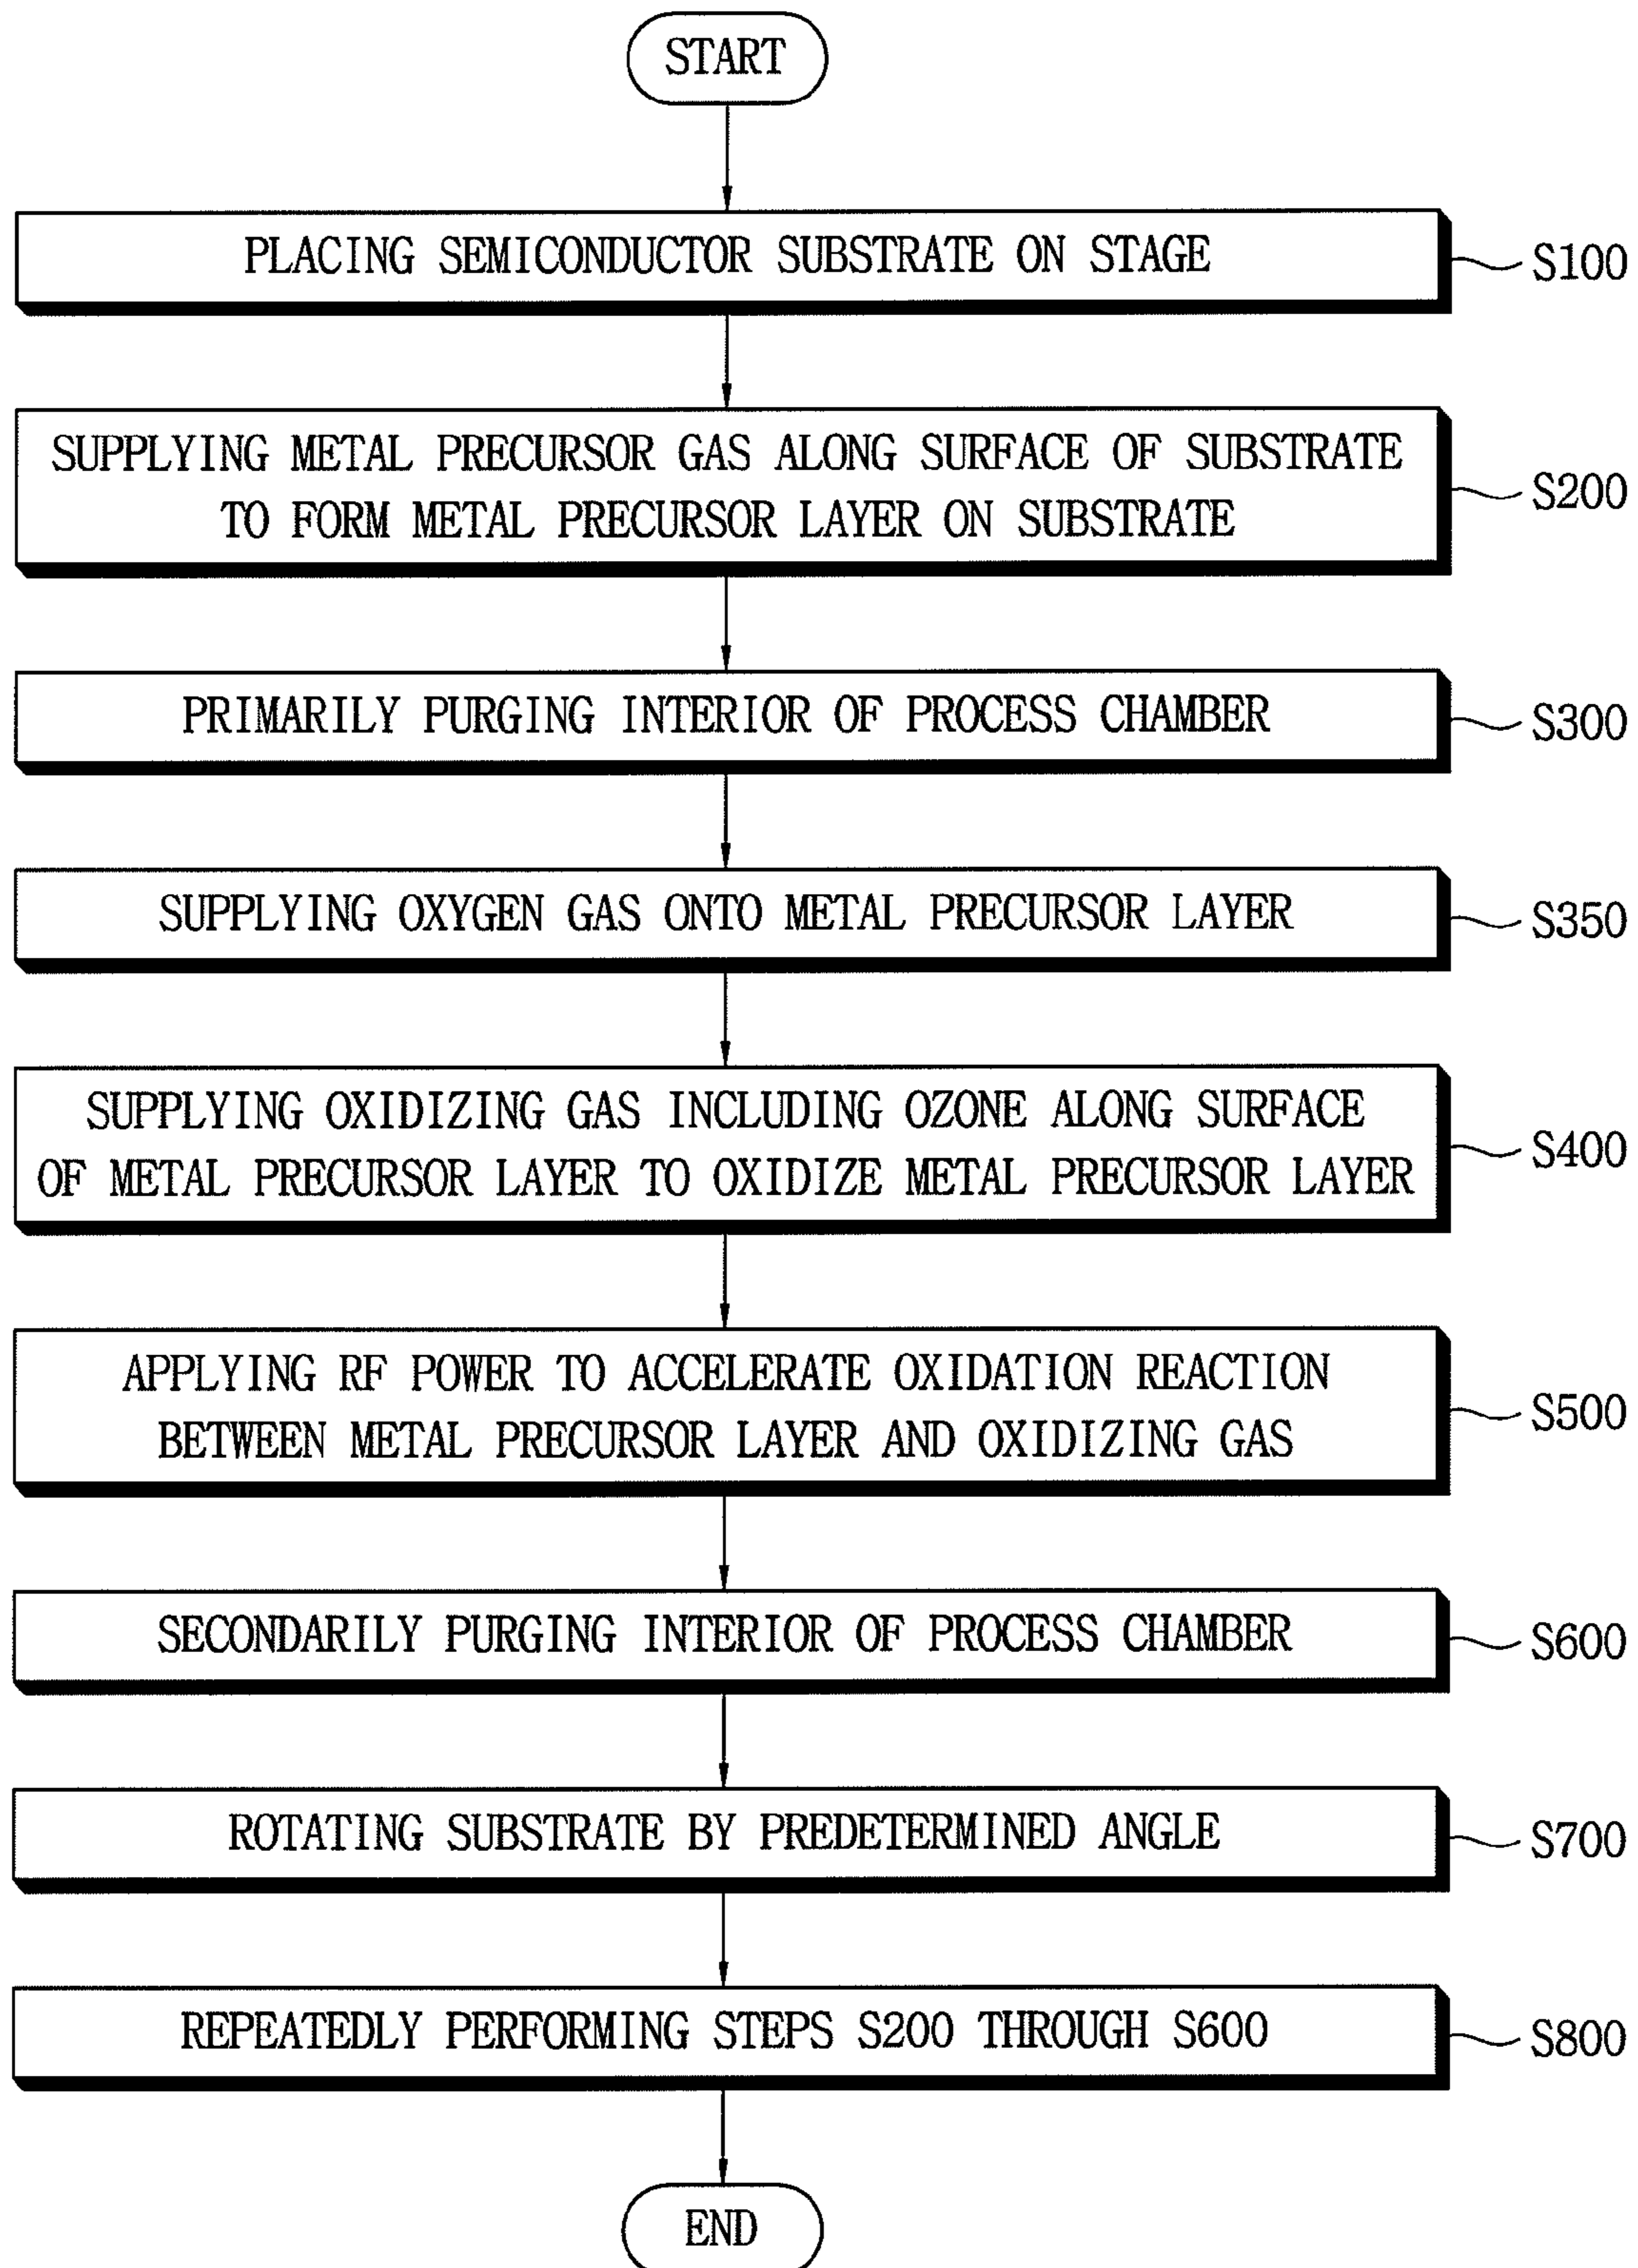 START
PLACING SEMICONDUCTOR SUBSTRATE ON STAGE
S100
SUPPLYING METAL PRECURSOR GAS ALONG SURFACE OF SUBSTRATE
TO FORM METAL PRECURSOR LAYER ON SUBSTRATE
S200
PRIMARILY PURGING INTERIOR OF PROCESS CHAMBER
S300
SUPPLYING OXYGEN GAS ONTO METAL PRECURSOR LAYER
S350
SUPPLYING OXIDIZING GAS INCLUDING OZONE ALONG SURFACE
OF METAL PRECURSOR LAYER TO OXIDIZE METAL PRECURSOR LAYER
S400
APPLYING RF POWER TO ACCELERATE OXIDATION REACTION
BETWEEN METAL PRECURSOR LAYER AND OXIDIZING GAS
S500
SECONDARILY PURGING INTERIOR OF PROCESS CHAMBER
S600
ROTATING SUBSTRATE BY PREDETERMINED ANGLE
S700
REPEATEDLY PERFORMING STEPS S200 THROUGH S600
S800
END